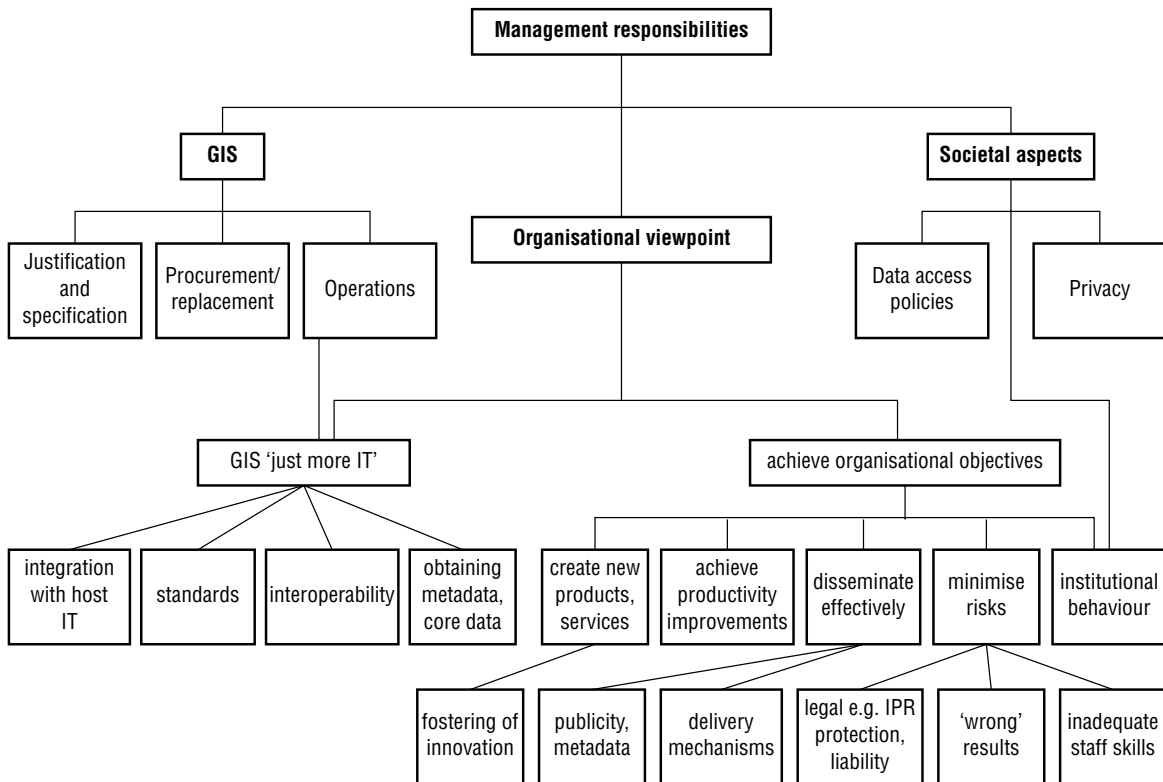 Management responsibilities
GIS
Societal aspects
Organisational viewpoint
Justification
and
specification
Procurement/
replacement
Operations
Data access
policies
Privacy
GIS ‘just more IT’
achieve organisational objectives
integration
with host
IT
standards
interoperability
obtaining
metadata,
core data
create new
products,
services
achieve
productivity
improvements
disseminate
effectively
minimise
risks
institutional
behaviour
fostering of
innovation
publicity,
metadata
delivery
mechanisms
legal e.g. IPR
protection,
liability
‘wrong’
results
inadequate
staff skills